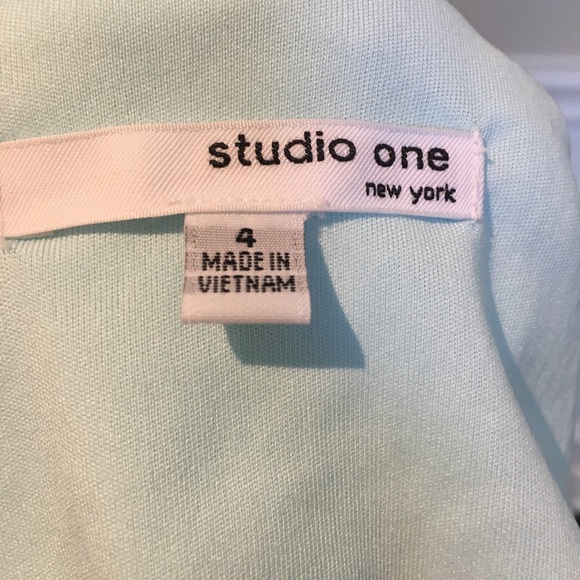 studio one
new york
4
MADE IN
VIETNAM